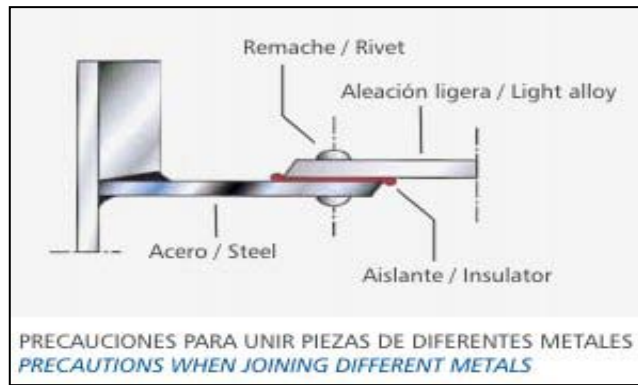 Remache / Rivet
Aleación ligera / Light alloy
Acero / Steel
Aislante / Insulator
PRECAUCIONES PARA UNIR PIEZAS DE DIFERENTES METALES
PRECAUTIONS WHEN JOINING DIFFERENT METALS